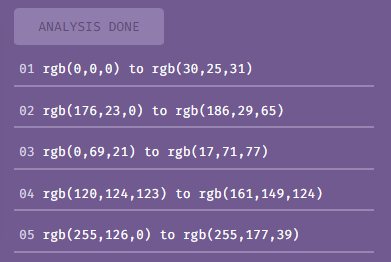 ANALYSIS DONE
01 rgb(0,0,0) to rgb(30,25,31)
02 rgb(176,23,0) to rgb(186,29,65)
03 rgb(0,69,21) to rgb(17,71,77)
04 rgb(120,124,123) to rgb(161,149,124)
05 rgb(255,126,0) to rgb(255,177,39)